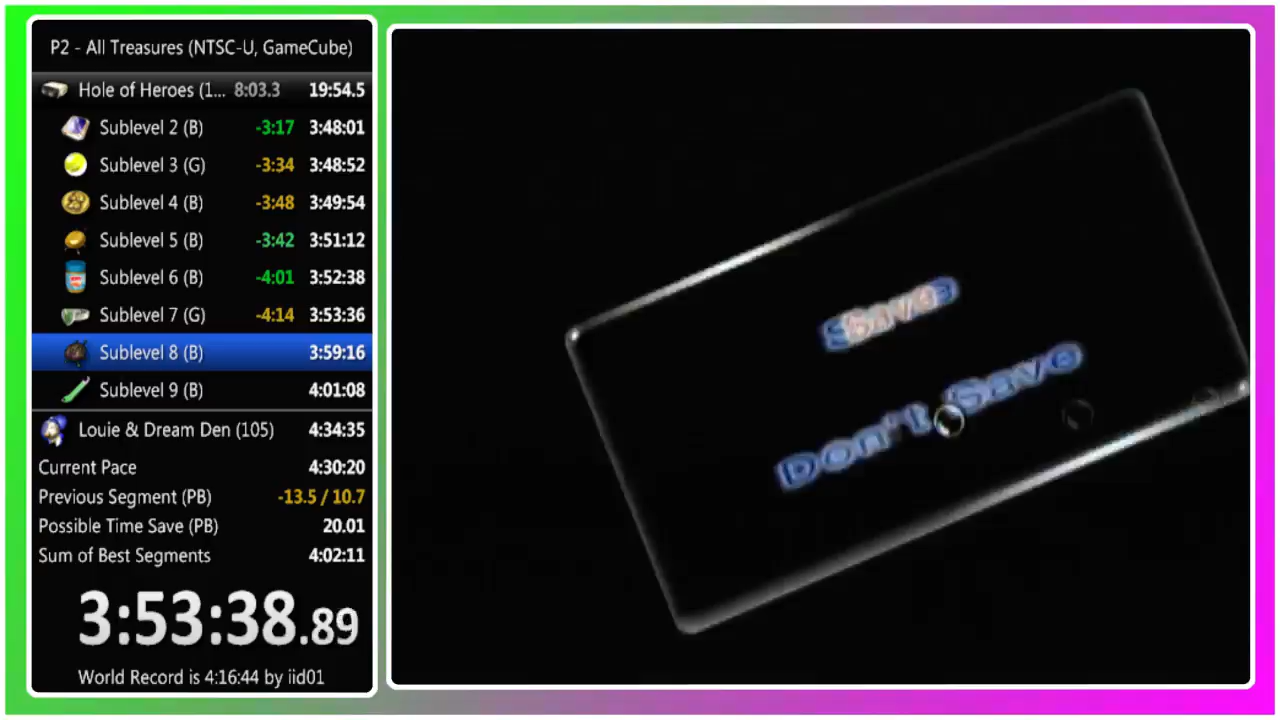 P2 - All Treasures (NTSC-U, GameCube)
Hole of Heroes (1... 8:03.3 19:54.5
Sublevel 2 (B) -3:17 3:48:01
Sublevel 3 (G) -3:34 3:48:52
Sublevel 4 (B) -3:48 3:49:54
Sublevel 5 (B) -3:42 3:51:12
Sublevel 6 (B) -4:01 3:52:38
Sublevel 7 (G) -4:14 3:53:36
Sublevel 8 (B) 3:59:16
Sublevel 9 (B) 4:01:08
Louie & Dream Den (105) 4:34:35
Current Pace 4:30:20
Previous Segment (PB) -13.5 / 10.7
Possible Time Save (PB) 20.01
Sum of Best Segments 4:02:11
3:53:38.89
World Record is 4:16:44 by iid01
Save
Don't Save